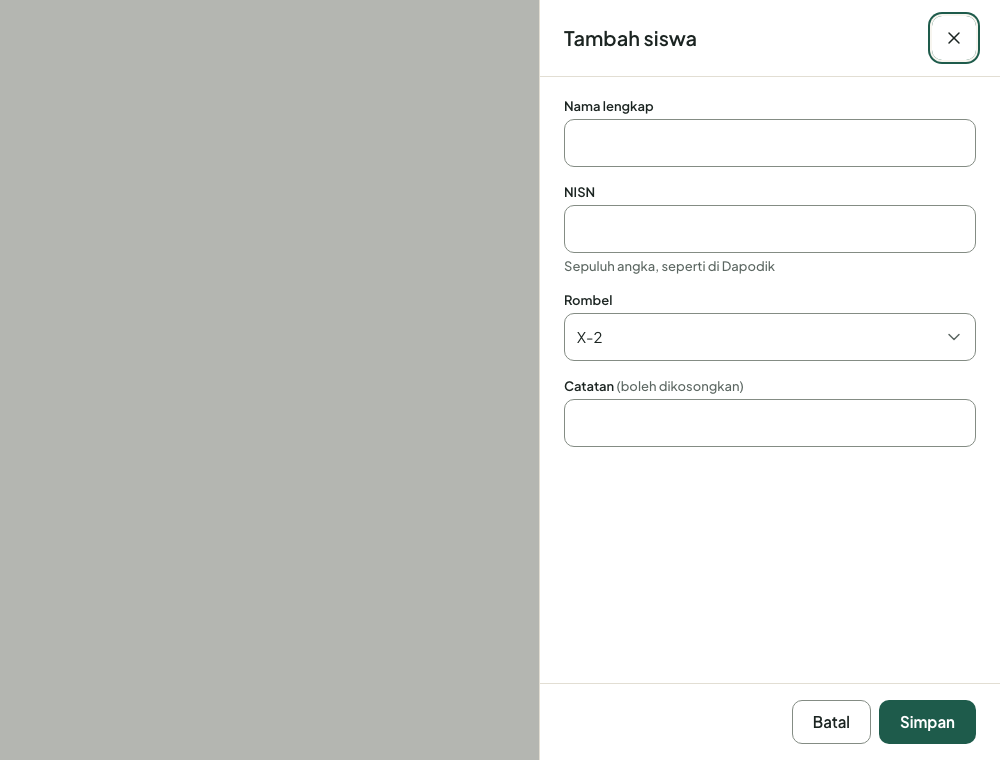 Tambah siswa
Nama lengkap
NISN
Sepuluh angka, seperti di Dapodik
Rombel
X-2
Catatan (boleh dikosongkan)
Batal
Simpan